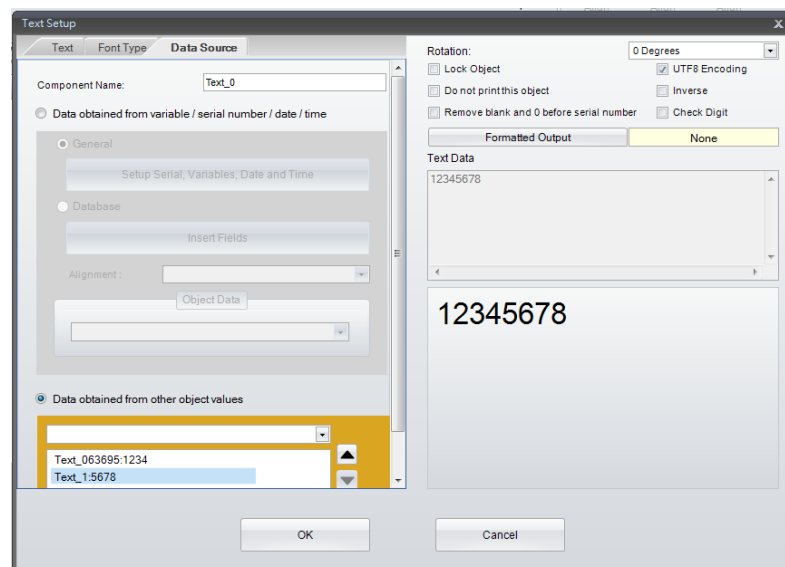 Text Setup
X
Text
Font Type
Data Source
Component Name:
Text_0
Data obtained from variable / serial number / date / time
General
Setup Serial, Variables, Date and Time
Database
Insert Fields
Alignment :
Object Data
Data obtained from other object values
Text_063695:1234
Text_1:5678
Rotation:
0 Degrees
Lock Object
UTF8 Encoding
Do not print this object
Inverse
Remove blank and 0 before serial number
Check Digit
Formatted Output
None
Text Data
12345678
12345678
OK
Cancel